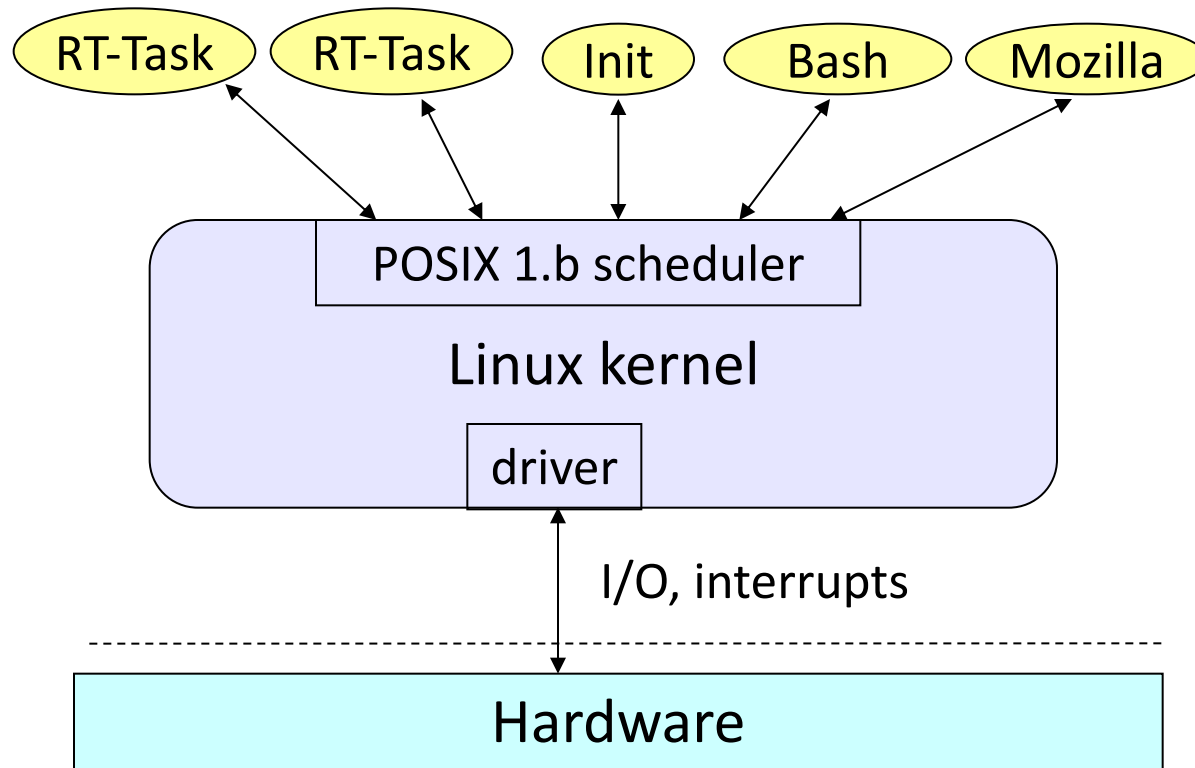 RT-Task
RT-Task
Init
Bash
Mozilla
POSIX 1.b scheduler
Linux kernel
driver
I/O, interrupts
Hardware